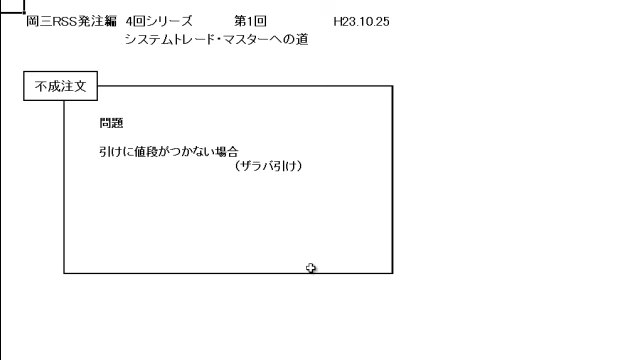 岡三RSS発注編 4回シリーズ 第1回 H23.10.25
システムトレード・マスターへの道
不成注文
問題
引けに値段がつかない場合
（ザラバ引け）